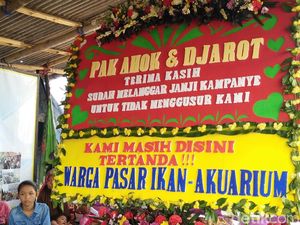 PAK AHOK & DJAROT
TERIMA KASIH
SUDAH MELANGGAR JANJI KAMPANYE
UNTUK TIDAK MENGGUSUR KAMI
KAMI MASIH DISINI
TERTANDA!!!
WARGA PASAR IKAN-AKUARIUM